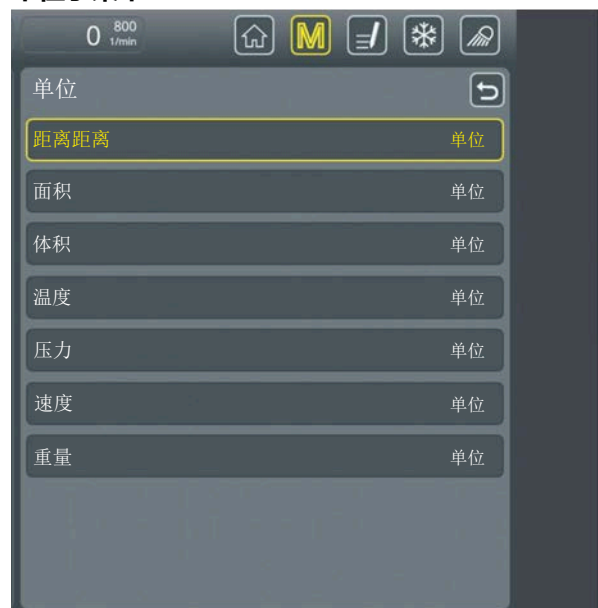 0 800 1/min M
单位
距离距离 单位
面积 单位
体积 单位
温度 单位
压力 单位
速度 单位
重量 单位